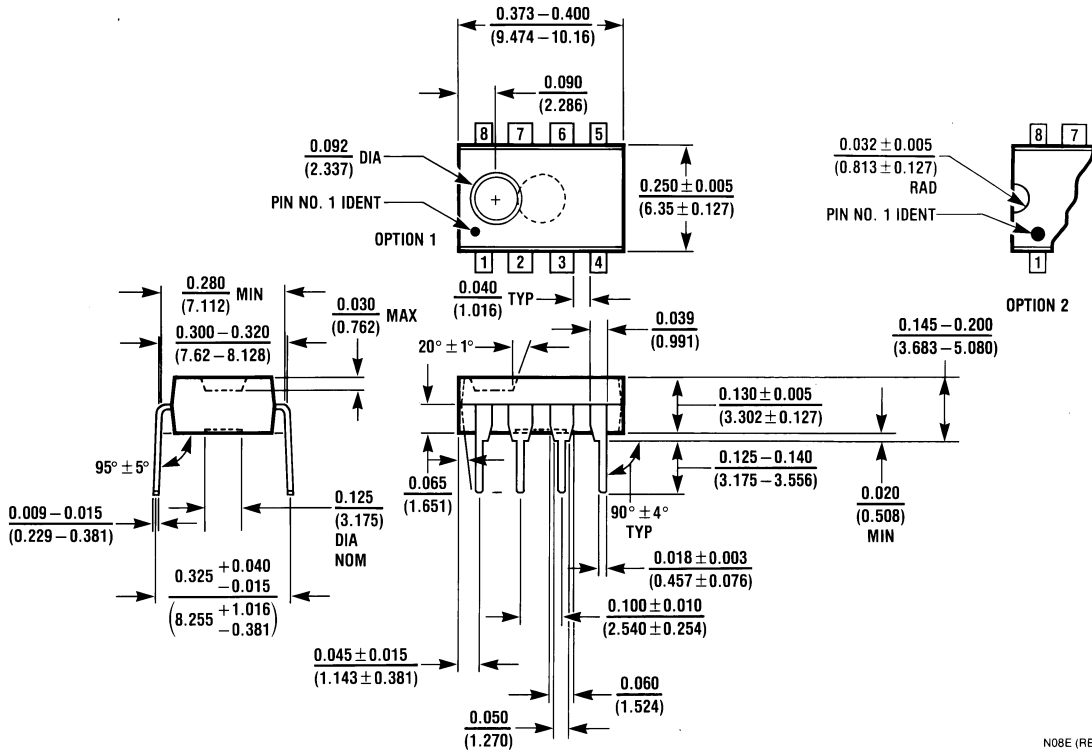 0.373 – 0.400
(9.474 – 10.16)
0.090
(2.286)
8 7 6 5
0.092 DIA
(2.337)
PIN NO. 1 IDENT
OPTION 1
1 2 3 4
0.250 ± 0.005
(6.35 ± 0.127)
0.032 ± 0.005
(0.813 ± 0.127)
RAD
PIN NO. 1 IDENT
8 7
1
OPTION 2
0.280 MIN
(7.112)
0.030 MAX
(0.762)
0.300 – 0.320
(7.62 – 8.128)
0.040 TYP
(1.016)
0.039
(0.991)
0.145 – 0.200
(3.683 – 5.080)
20° ± 1°
0.130 ± 0.005
(3.302 ± 0.127)
95° ± 5°
0.065
(1.651)
0.125 – 0.140
(3.175 – 3.556)
90° ± 4°
TYP
0.020
(0.508)
MIN
0.009 – 0.015
(0.229 – 0.381)
0.125
(3.175)
DIA
NOM
0.018 ± 0.003
(0.457 ± 0.076)
0.325 +0.040
−0.015
(8.255 +1.016
−0.381)
0.100 ± 0.010
(2.540 ± 0.254)
0.045 ± 0.015
(1.143 ± 0.381)
0.060
(1.524)
0.050
(1.270)
N08E (RE